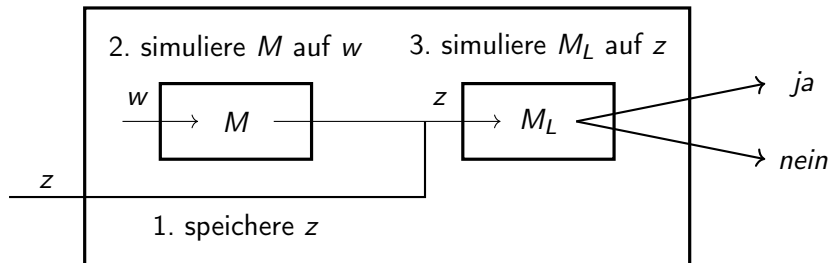 2. simuliere M auf w
3. simuliere M_L auf z
w
M
z
M_L
ja
nein
z
1. speichere z